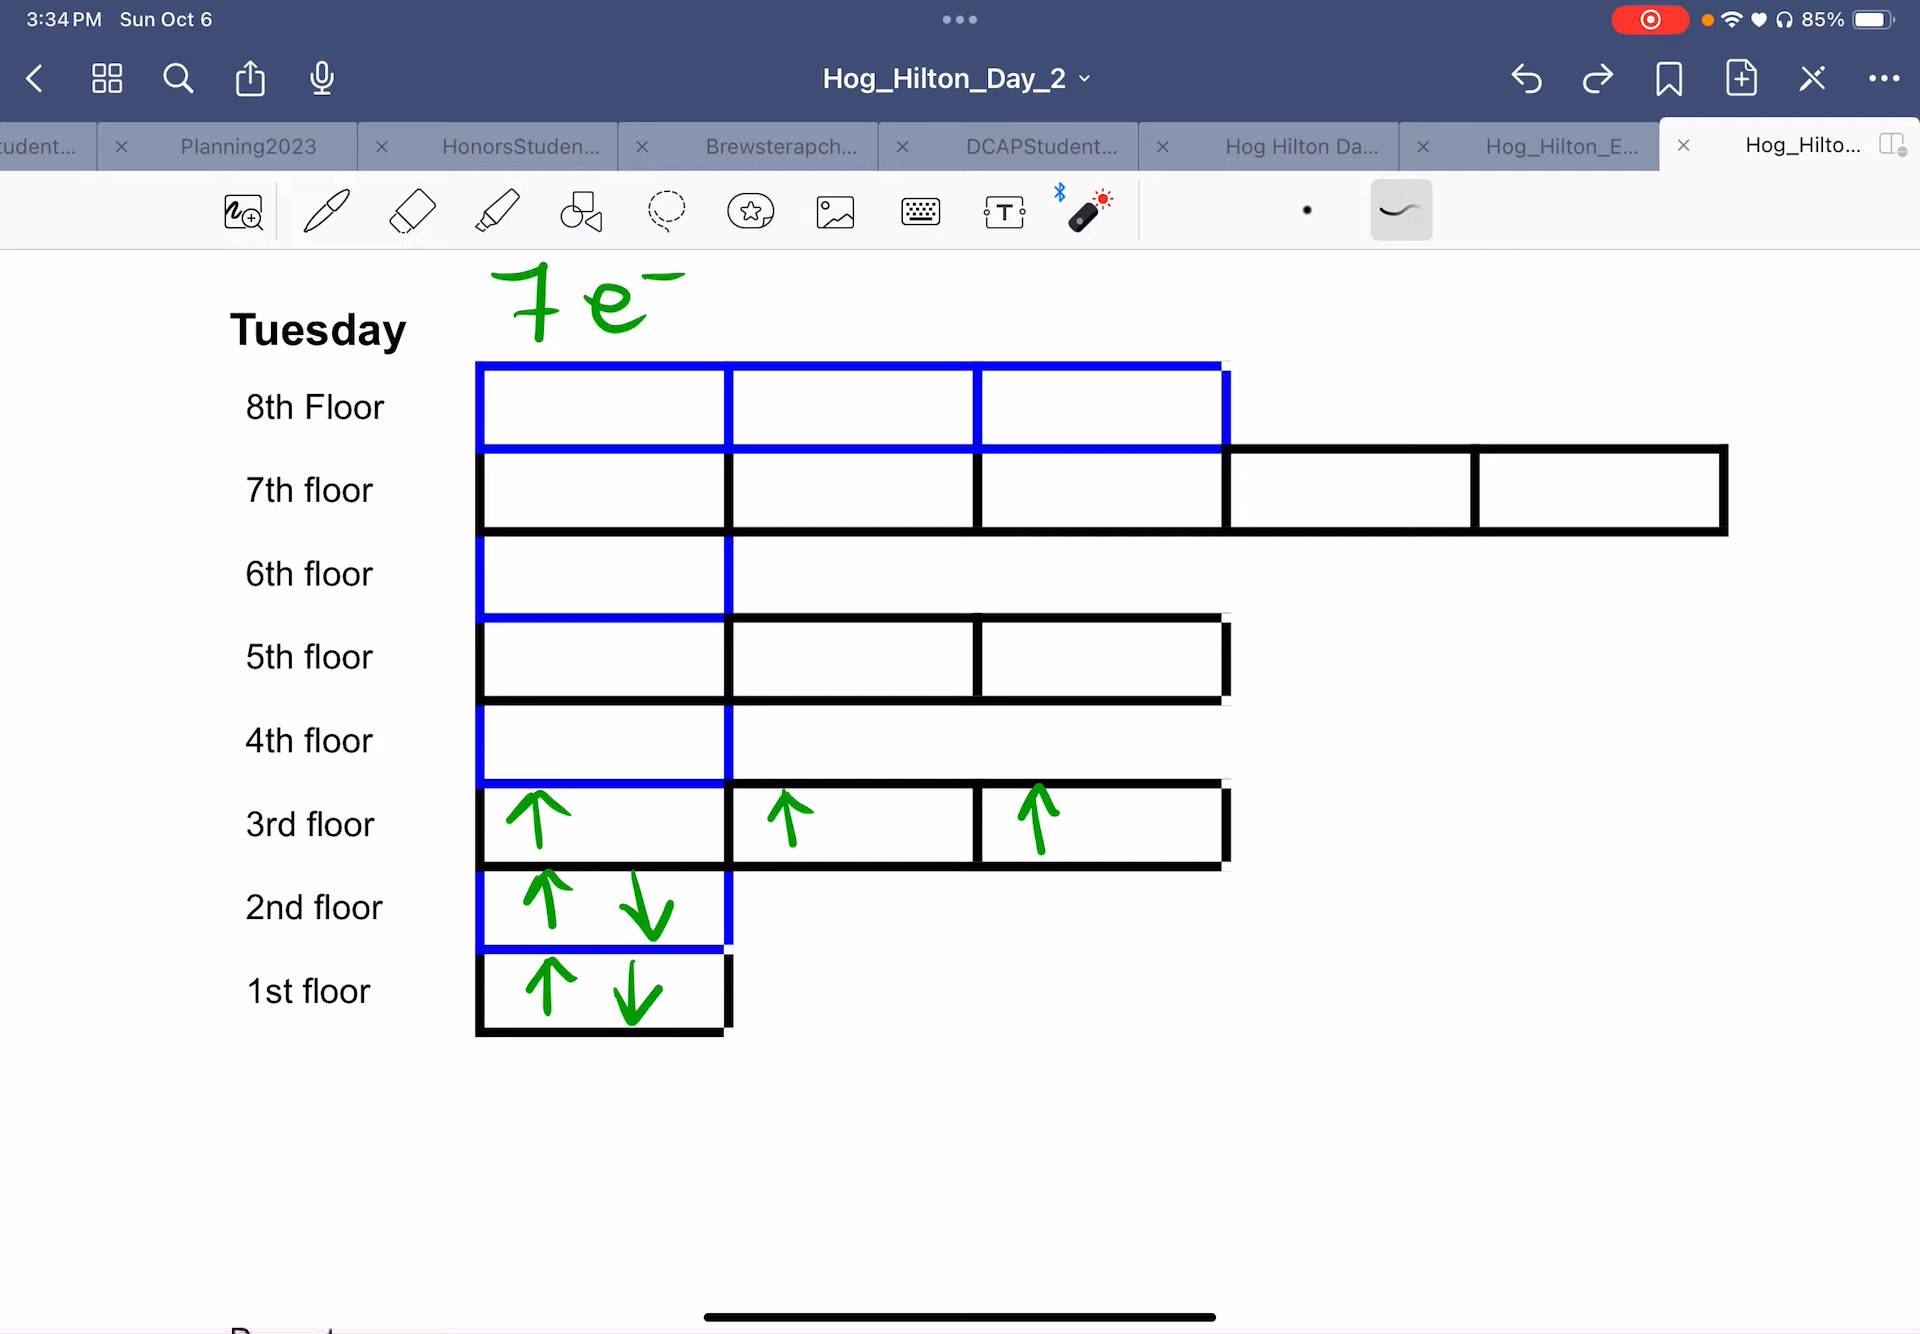 3:34 PM Sun Oct 6
85%
Hog_Hilton_Day_2
tudent...
Planning2023
HonorsStuden...
Brewsterapch...
DCAPStudent...
Hog Hilton Da...
Hog_Hilton_E...
Hog_Hilto...
7 e⁻
Tuesday
8th Floor
7th floor
6th floor
5th floor
4th floor
3rd floor
↑ ↑ ↑
2nd floor
↑ ↓
1st floor
↑ ↓